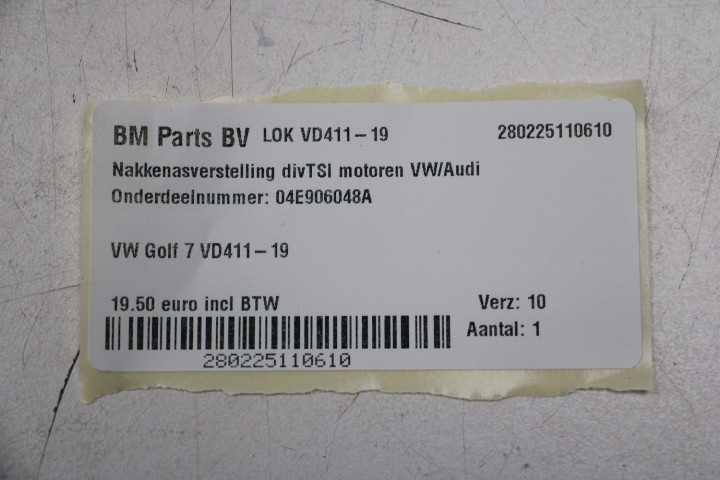 BM Parts BV LOK VD411-19 280225110610
Nakkenasverstelling divTSI motoren VW/Audi
Onderdeelnummer: 04E906048A
VW Golf 7 VD411-19
19.50 euro incl BTW Verz: 10
Aantal: 1
280225110610